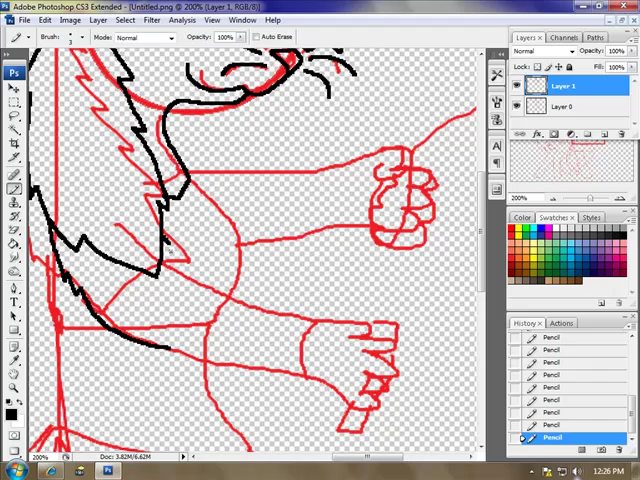 Adobe Photoshop CS3 Extended - [Untitled.png @ 200% (Layer 1, RGB/8)]
File Edit Image Layer Select Filter Analysis View Window Help
Brush: 3 Mode: Normal Opacity: 100% Auto Erase
Ps
Layers Channels Paths
Normal Opacity: 100%
Lock: Fill: 100%
Layer 1
Layer 0
200%
Color Swatches Styles
History Actions
Pencil
Pencil
Pencil
Pencil
Pencil
Pencil
Pencil
Pencil
Pencil
200% Doc: 3.82M/6.62M
Ps
12:26 PM